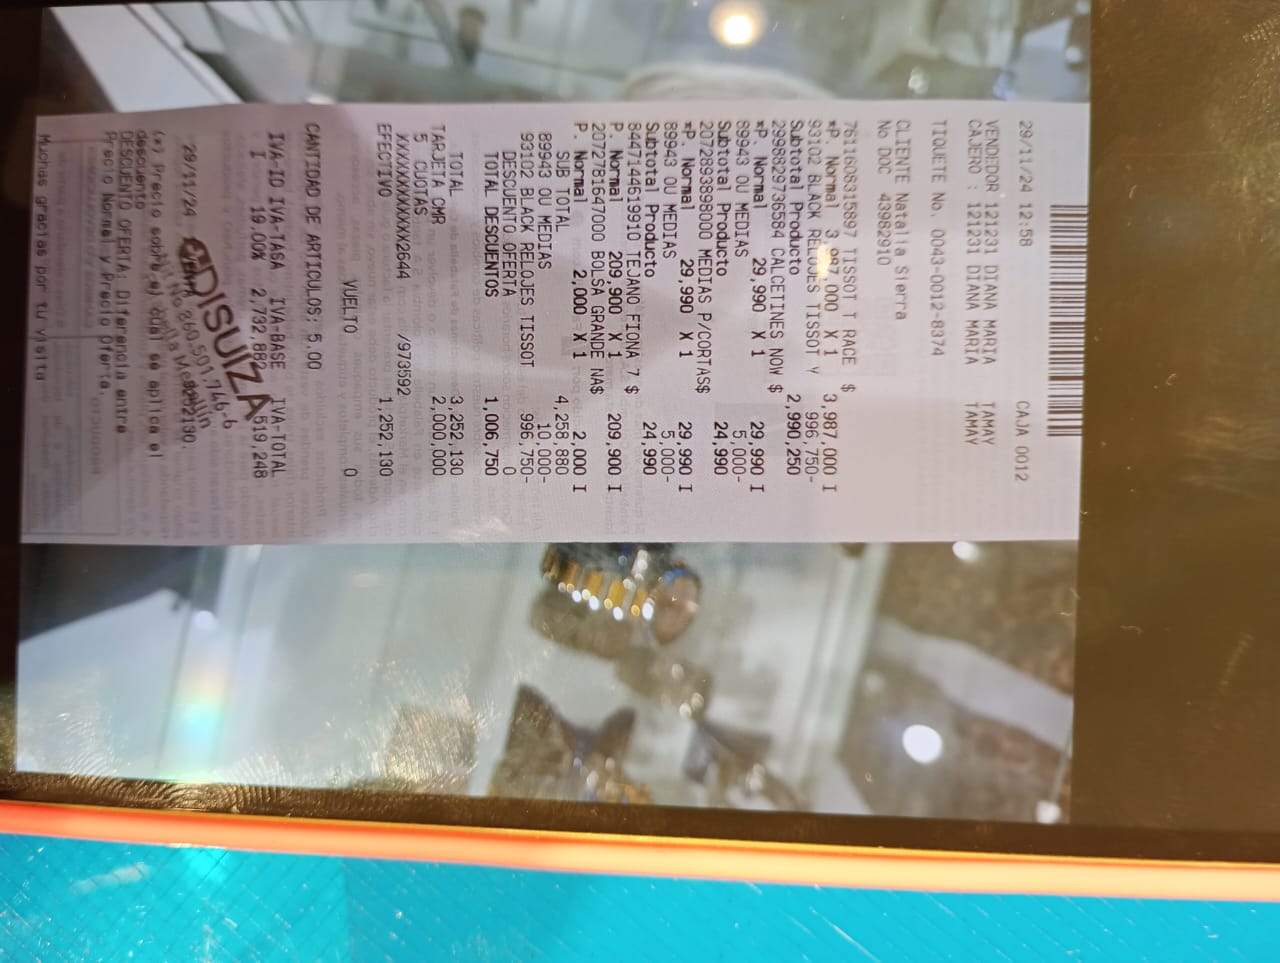 29/11/24 12:58 CAJA 0012
VENDEDOR 121231 DIANA MARIA TAMAY
CAJERO : 121231 DIANA MARIA TAMAY
TIQUETE No. 0043-0012-8374
CLIENTE Natalia Sierra
No DOC 43982910
7611608315897 TISSOT T RACE $
*P. Normal 3,987,000 X 1 3,987,000 I
93102 BLACK RELOJES TISSOT Y 996,750-
Subtotal Producto 2,990,250
2999829736584 CALCETINES NOW $
*P. Normal 29,990 X 1 29,990 I
89943 OU MEDIAS 5,000-
Subtotal Producto 24,990
2072893898000 MEDIAS P/CORTAS$
*P. Normal 29,990 X 1 29,990 I
89943 OU MEDIAS 5,000-
Subtotal Producto 24,990
8447144619910 TEJANO FIONA 7 $
P. Normal 209,900 X 1 209,900 I
2072781647000 BOLSA GRANDE NA$
P. Normal 2,000 X 1 2,000 I
SUB TOTAL 4,258,880
89943 OU MEDIAS 10,000-
93102 BLACK RELOJES TISSOT 996,750-
DESCUENTO OFERTA 0
TOTAL DESCUENTOS 1,006,750
TOTAL 3,252,130
TARJETA CMR 2,000,000
5 CUOTAS
XXXXXXXXXXXX2644 /973592
EFECTIVO 1,252,130
VUELTO 0
CANTIDAD DE ARTICULOS: 5.00
IVA-ID IVA-TASA IVA-BASE IVA-TOTAL
I 19.00% 2,732,882 519,248
DISUIZA
860.501.746-6
29/11/24
(*) Precio sobre el cual se aplica el
descuento
DESCUENTO OFERTA: Diferencia entre
Precio Normal y Precio Oferta.
Muchas gracias por tu visita